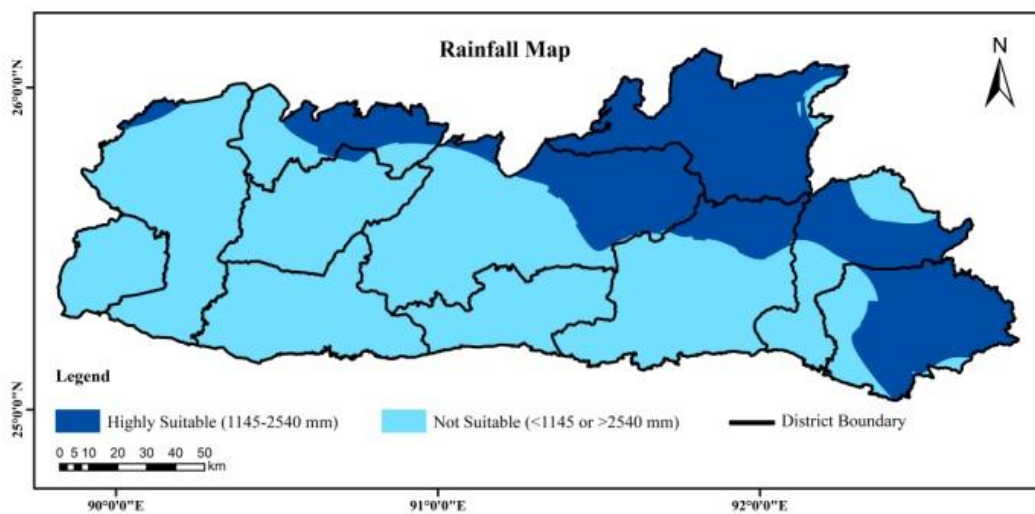 Rainfall Map
N
26°0'0"N
25°0'0"N
Legend
Highly Suitable (1145-2540 mm)
Not Suitable (<1145 or >2540 mm)
District Boundary
0 5 10 20 30 40 50
km
90°0'0"E
91°0'0"E
92°0'0"E